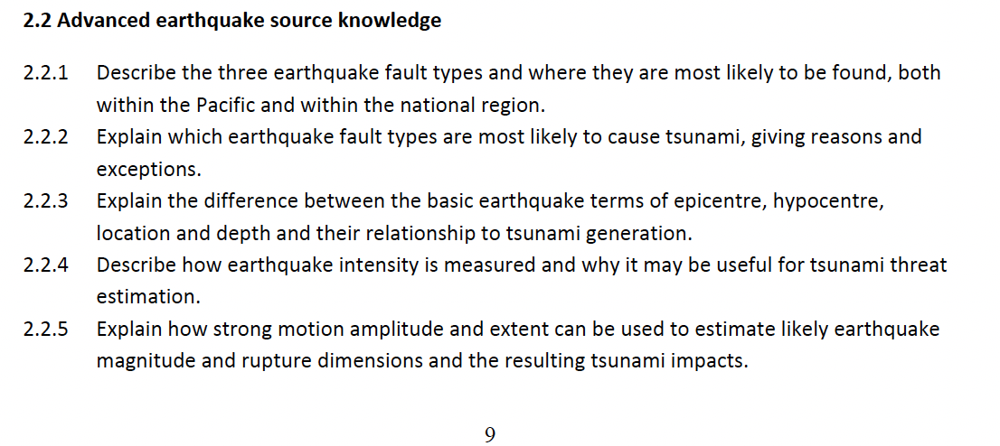 2.2 Advanced earthquake source knowledge
2.2.1 Describe the three earthquake fault types and where they are most likely to be found, both
within the Pacific and within the national region.
2.2.2 Explain which earthquake fault types are most likely to cause tsunami, giving reasons and
exceptions.
2.2.3 Explain the difference between the basic earthquake terms of epicentre, hypocentre,
location and depth and their relationship to tsunami generation.
2.2.4 Describe how earthquake intensity is measured and why it may be useful for tsunami threat
estimation.
2.2.5 Explain how strong motion amplitude and extent can be used to estimate likely earthquake
magnitude and rupture dimensions and the resulting tsunami impacts.
9